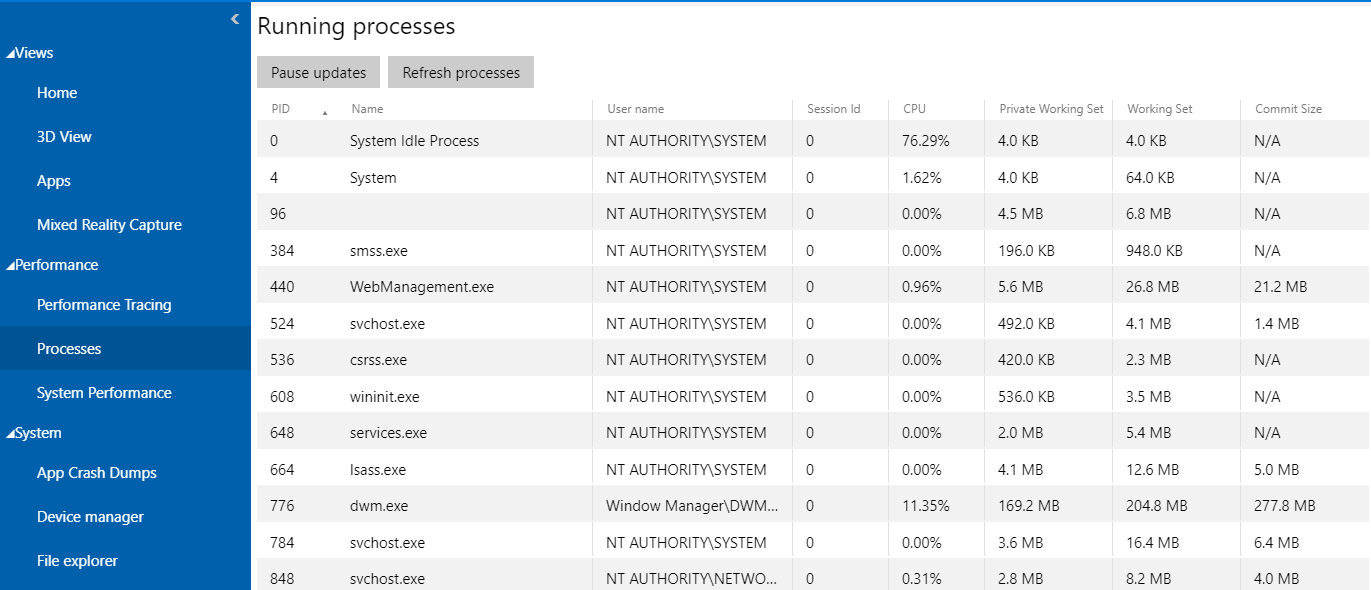 Views
Home
3D View
Apps
Mixed Reality Capture
Performance
Performance Tracing
Processes
System Performance
System
App Crash Dumps
Device manager
File explorer
Running processes
Pause updates Refresh processes
PID Name User name Session Id CPU Private Working Set Working Set Commit Size
0 System Idle Process NT AUTHORITY\SYSTEM 0 76.29% 4.0 KB 4.0 KB N/A
4 System NT AUTHORITY\SYSTEM 0 1.62% 4.0 KB 64.0 KB N/A
96 NT AUTHORITY\SYSTEM 0 0.00% 4.5 MB 6.8 MB N/A
384 smss.exe NT AUTHORITY\SYSTEM 0 0.00% 196.0 KB 948.0 KB N/A
440 WebManagement.exe NT AUTHORITY\SYSTEM 0 0.96% 5.6 MB 26.8 MB 21.2 MB
524 svchost.exe NT AUTHORITY\SYSTEM 0 0.00% 492.0 KB 4.1 MB 1.4 MB
536 csrss.exe NT AUTHORITY\SYSTEM 0 0.00% 420.0 KB 2.3 MB N/A
608 wininit.exe NT AUTHORITY\SYSTEM 0 0.00% 536.0 KB 3.5 MB N/A
648 services.exe NT AUTHORITY\SYSTEM 0 0.00% 2.0 MB 5.4 MB N/A
664 lsass.exe NT AUTHORITY\SYSTEM 0 0.00% 4.1 MB 12.6 MB 5.0 MB
776 dwm.exe Window Manager\DWM... 0 11.35% 169.2 MB 204.8 MB 277.8 MB
784 svchost.exe NT AUTHORITY\SYSTEM 0 0.00% 3.6 MB 16.4 MB 6.4 MB
848 svchost.exe NT AUTHORITY\NETWO... 0 0.31% 2.8 MB 8.2 MB 4.0 MB